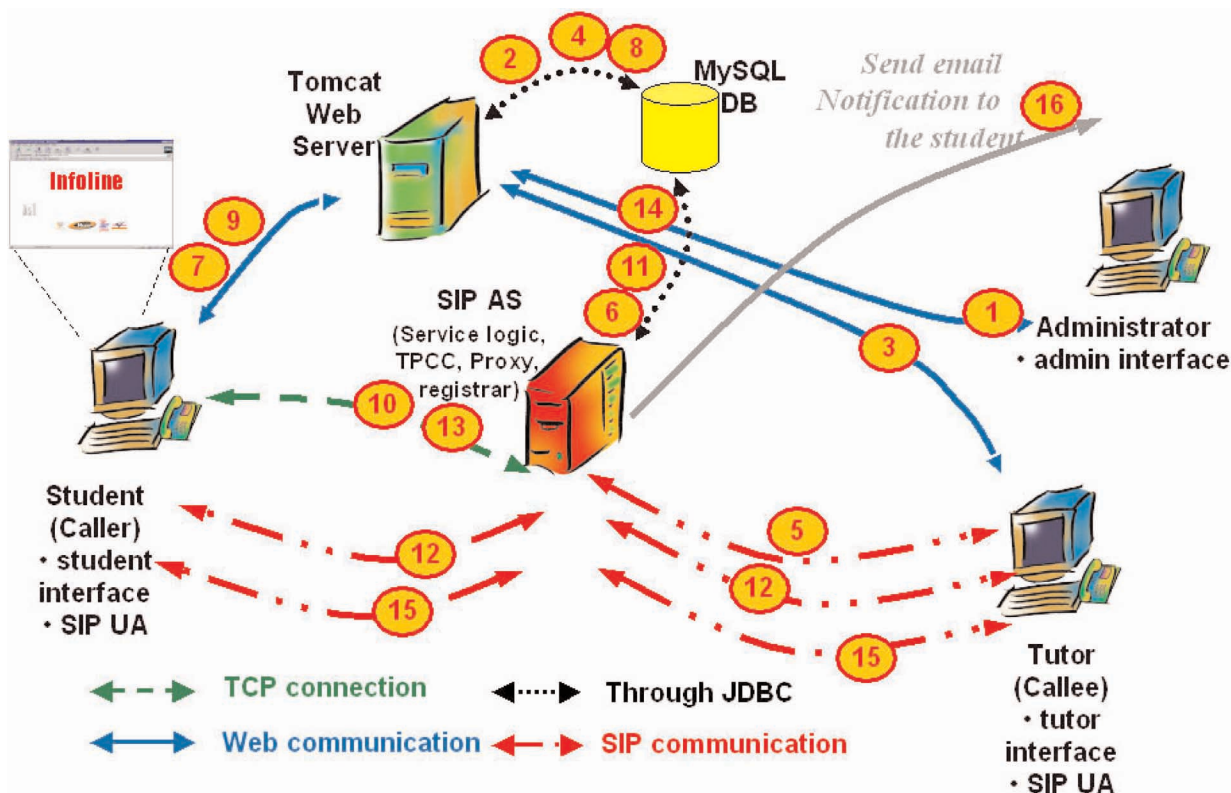 2
4
8
Tomcat
Web
Server
MySQL
DB
Send email
Notification to
the student
16
Infoline
9
7
14
11
6
SIP AS
(Service logic,
TPCC, Proxy,
registrar)
1
3
Administrator
• admin interface
10
13
Student
(Caller)
• student
interface
• SIP UA
12
15
5
12
15
Tutor
(Callee)
• tutor
interface
• SIP UA
TCP connection
Through JDBC
Web communication
SIP communication